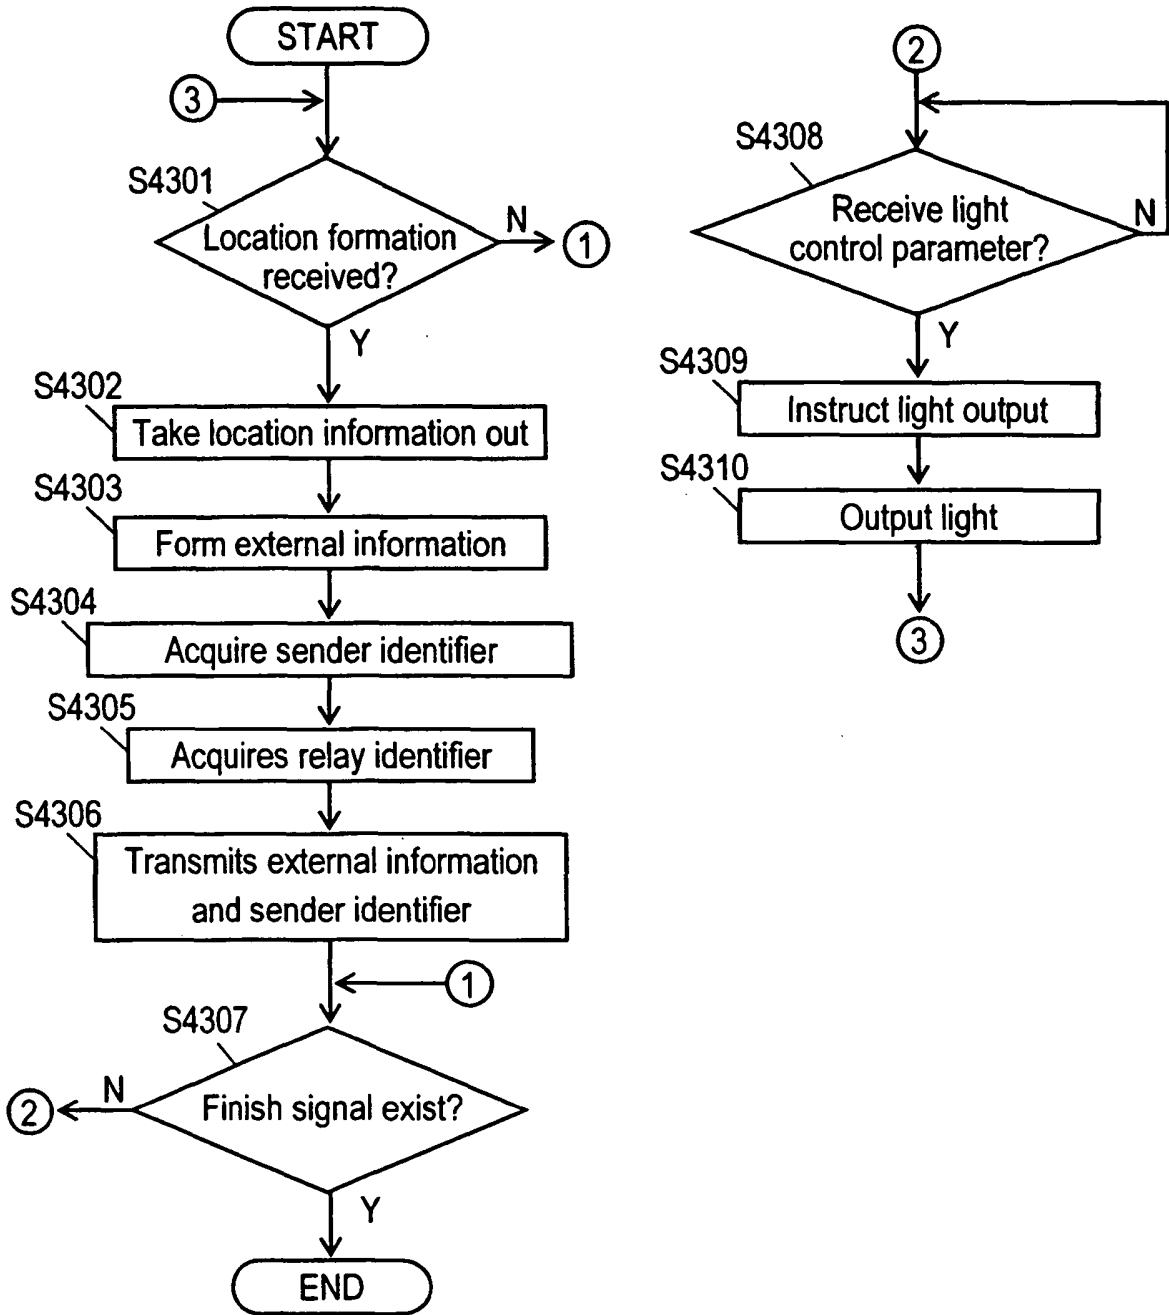 START
3
S4301
Location formation
received?
N
1
Y
S4302
Take location information out
S4303
Form external information
S4304
Acquire sender identifier
S4305
Acquires relay identifier
S4306
Transmits external information
and sender identifier
1
S4307
Finish signal exist?
N
2
Y
END
2
S4308
Receive light
control parameter?
N
Y
S4309
Instruct light output
S4310
Output light
3